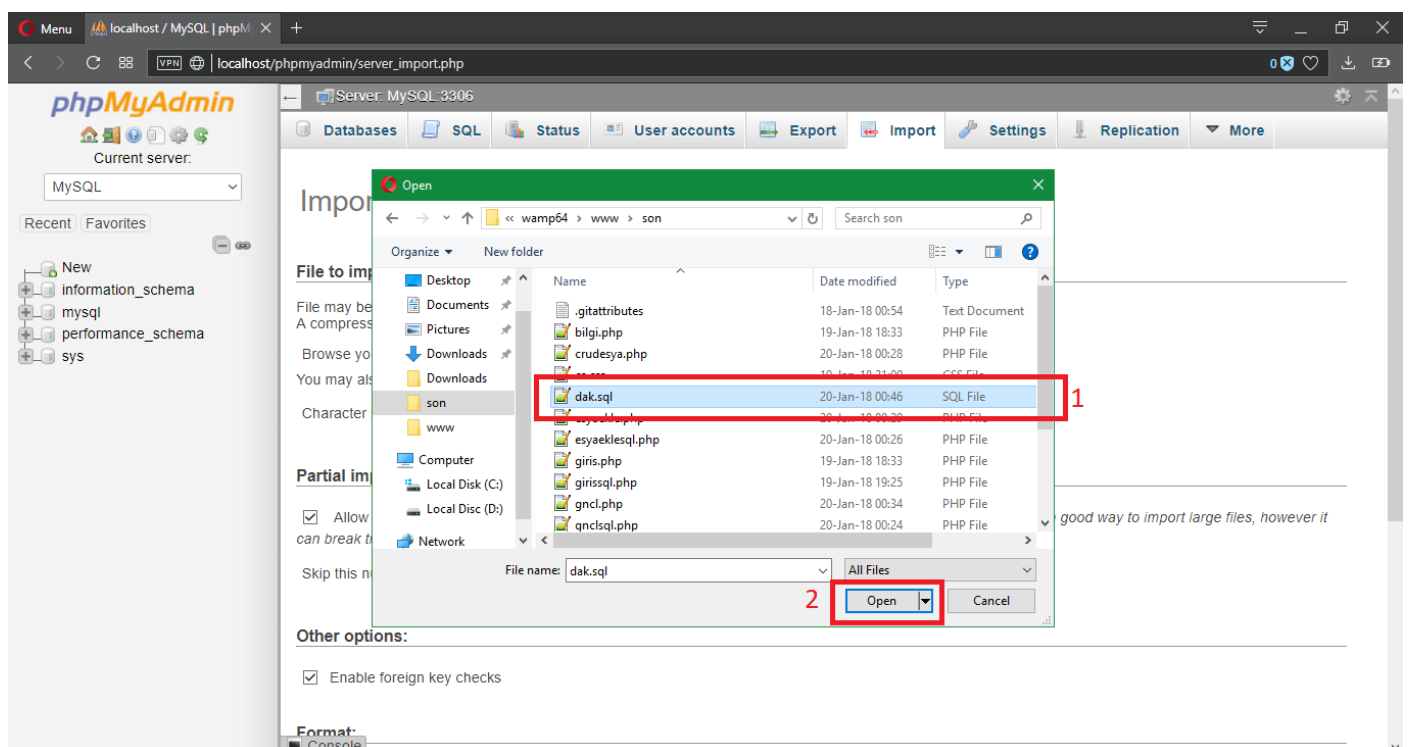 Menu localhost / MySQL | phpM
VPN localhost/phpmyadmin/server_import.php 0
phpMyAdmin
Current server:
MySQL
Recent Favorites
New
information_schema
mysql
performance_schema
sys
Server: MySQL:3306
Databases SQL Status User accounts Export Import Settings Replication More
Impor
File to imp
File may be
A compress
Browse yo
You may als
Character
Partial imp
Allow good way to import large files, however it
can break t
Skip this n
Other options:
Enable foreign key checks
Format:
Console
Open
« wamp64 > www > son Search son
Organize New folder
Desktop
Documents
Pictures
Downloads
Downloads
son
www
Computer
Local Disk (C:)
Local Disc (D:)
Network
Name Date modified Type
.gitattributes 18-Jan-18 00:54 Text Document
bilgi.php 19-Jan-18 18:33 PHP File
crudesya.php 20-Jan-18 00:28 PHP File
CSS File
dak.sql 20-Jan-18 00:46 SQL File
1
PHP File
esyaeklesql.php 20-Jan-18 00:26 PHP File
giris.php 19-Jan-18 18:33 PHP File
girissql.php 19-Jan-18 19:25 PHP File
gncl.php 20-Jan-18 00:34 PHP File
gnclsql.php 20-Jan-18 00:24 PHP File
File name: dak.sql All Files
2 Open Cancel